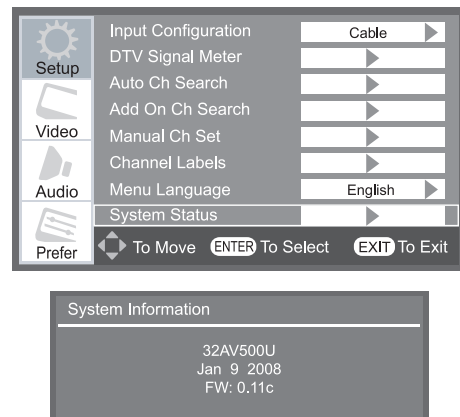 Setup
Video
Audio
Prefer
Input Configuration Cable
DTV Signal Meter
Auto Ch Search
Add On Ch Search
Manual Ch Set
Channel Labels
Menu Language English
System Status
To Move ENTER To Select EXIT To Exit
System Information
32AV500U
Jan 9 2008
FW: 0.11c